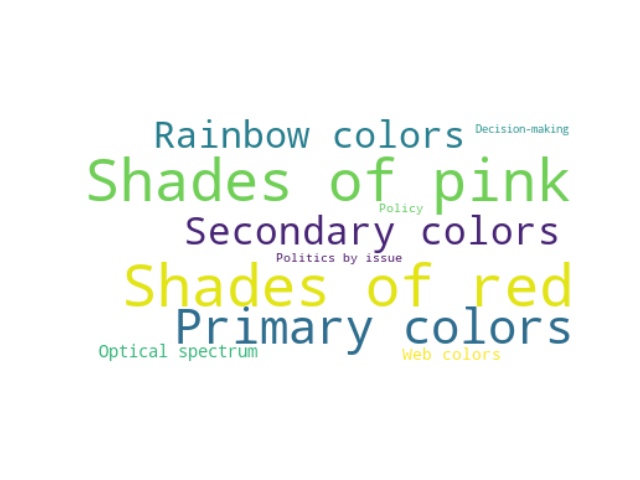 Rainbow colors
Decision-making
Shades of pink
Policy
Secondary colors
Politics by issue
Shades of red
Primary colors
Optical spectrum
Web colors